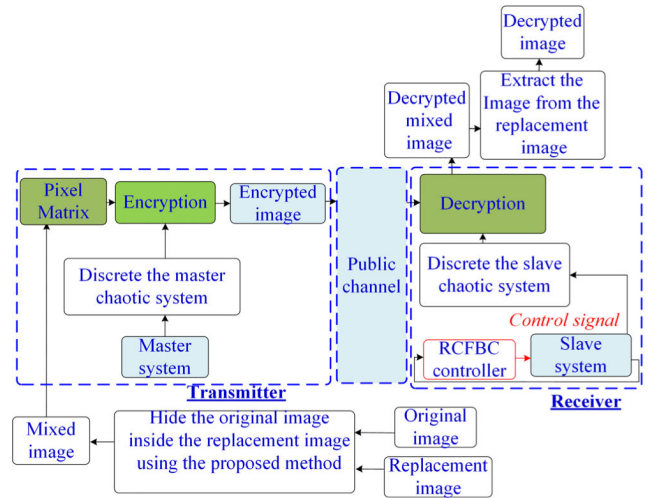 Decrypted
image
Decrypted
mixed
image
Extract the
Image from the
replacement
image
Pixel
Matrix
Encryption
Encrypted
image
Public
channel
Decryption
Discrete the master
chaotic system
Discrete the slave
chaotic system
Control signal
Master
system
RCFBC
controller
Slave
system
Transmitter
Receiver
Mixed
image
Hide the original image
inside the replacement image
using the proposed method
Original
image
Replacement
image